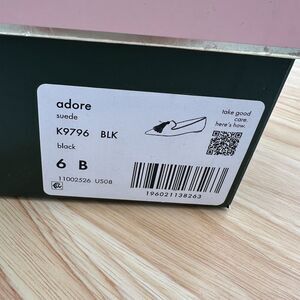 adore
suede
K9796 BLK
black
6 B
11002526 US08
take good
care.
here's how.
196021138263